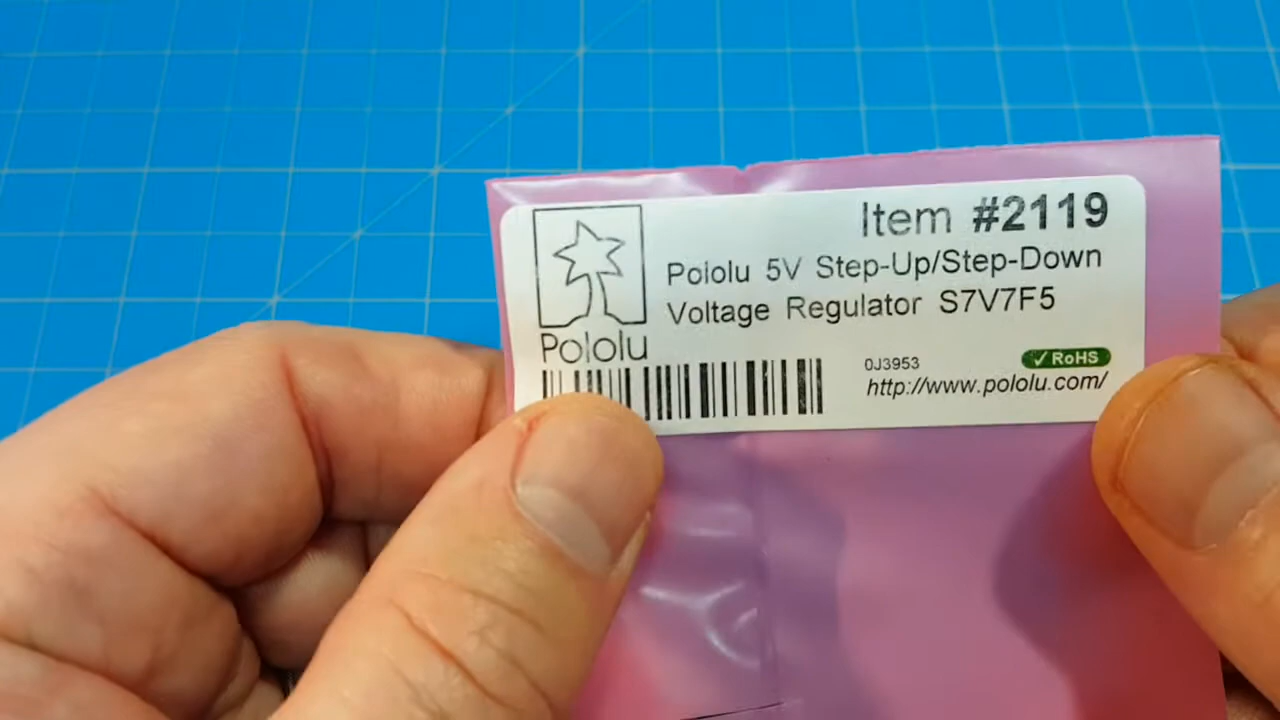 Item #2119
Pololu 5V Step-Up/Step-Down
Voltage Regulator S7V7F5
Pololu
0J3953
✓RoHS
http://www.pololu.com/